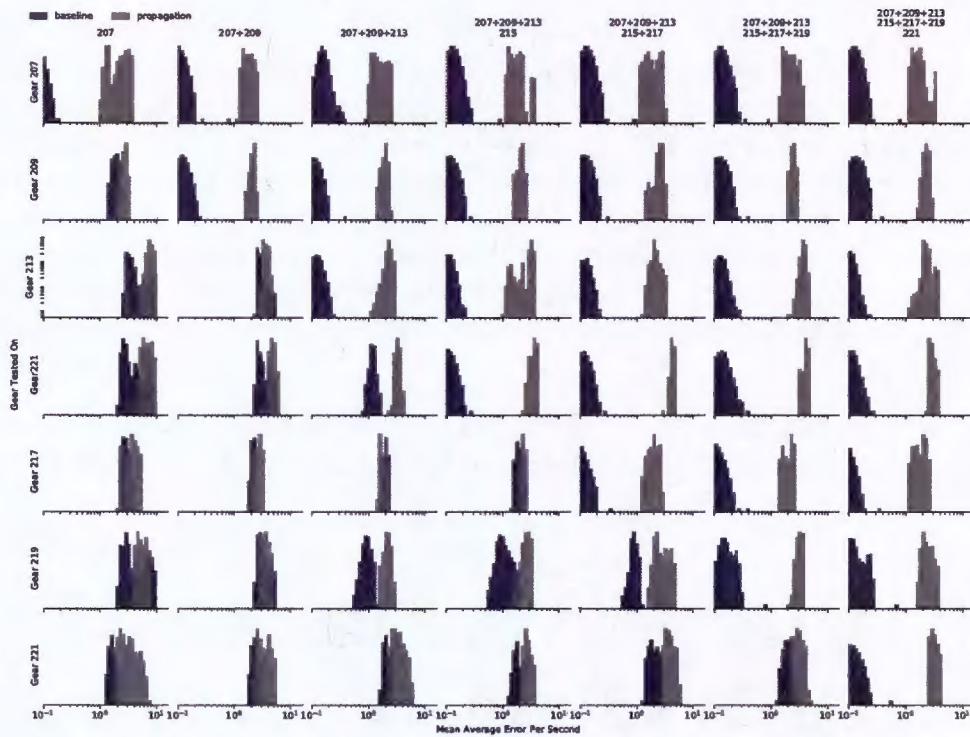 baseline propagation
207
207+209
207+209+213
207+209+213
215
207+209+213
215+217
207+209+213
215+217+219
207+209+213
215+217+219
221
Gear Tested On
Gear 207
Gear 209
Gear 213
Gear221
Gear 217
Gear 219
Gear 221
10⁻¹ 10⁰ 10¹ 10⁻¹ 10⁰ 10¹ 10⁻¹ 10⁰ 10¹ 10⁻¹ 10⁰ 10¹ 10⁻¹ 10⁰ 10¹ 10⁻¹ 10⁰ 10¹ 10⁻¹ 10⁰ 10¹
Mean Average Error Per Second